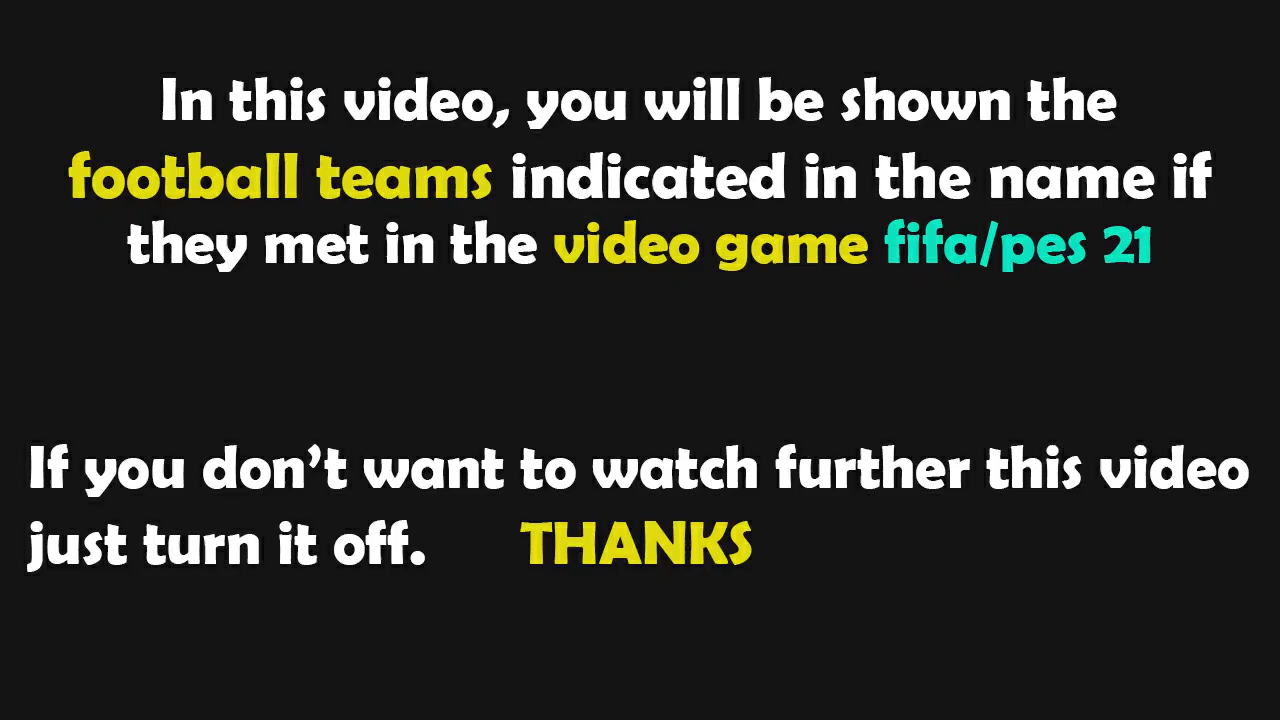 In this video, you will be shown the
football teams indicated in the name if
they met in the video game fifa/pes 21
If you don't want to watch further this video
just turn it off. THANKS